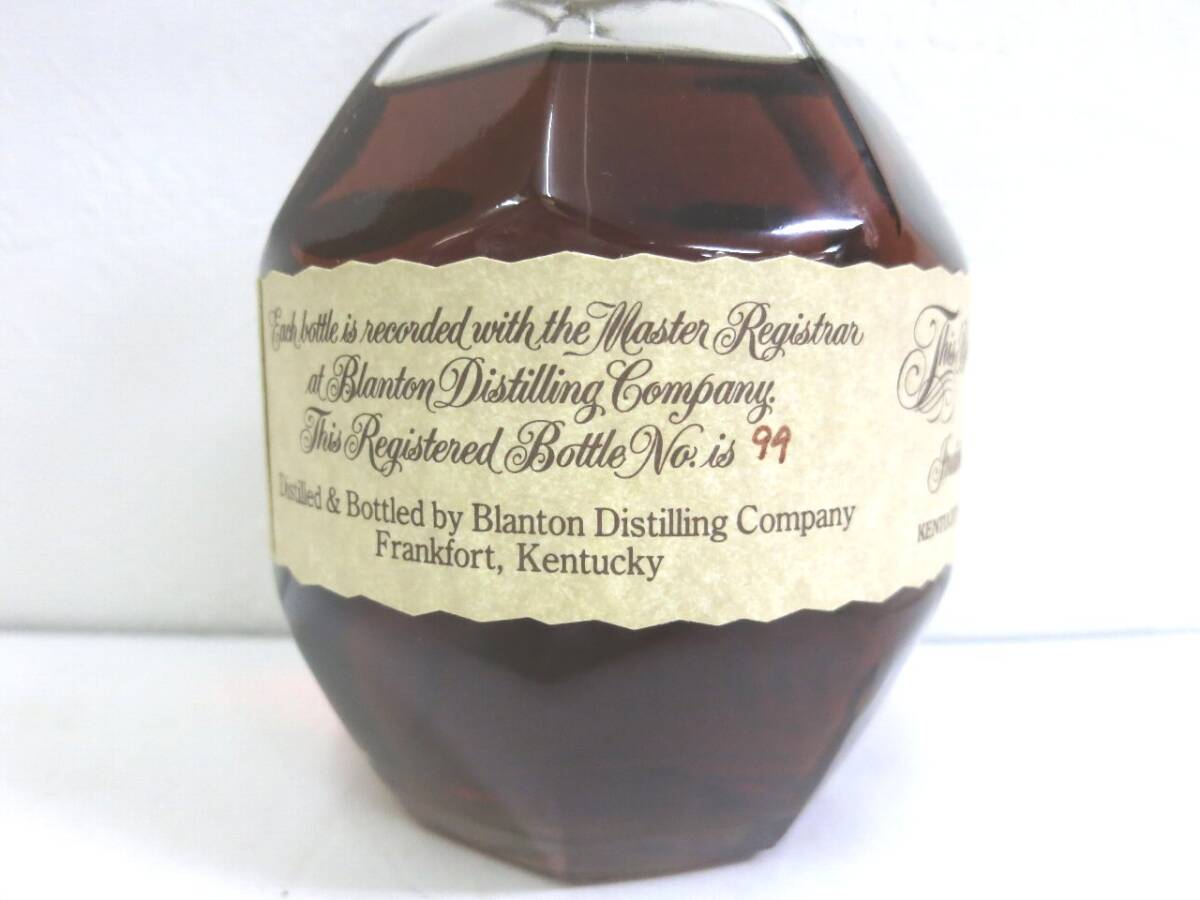 Each bottle is recorded with the Master Registrar
at Blanton Distilling Company.
This Registered Bottle No. is 99
Distilled & Bottled by Blanton Distilling Company
Frankfort, Kentucky
This